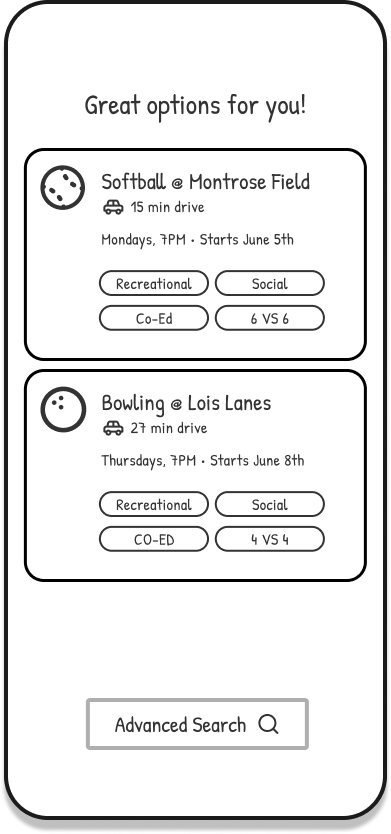 Great options for you!
Softball @ Montrose Field
15 min drive
Mondays, 7PM • Starts June 5th
Recreational
Social
Co-Ed
6 VS 6
Bowling @ Lois Lanes
27 min drive
Thursdays, 7PM • Starts June 8th
Recreational
Social
CO-ED
4 VS 4
Advanced Search